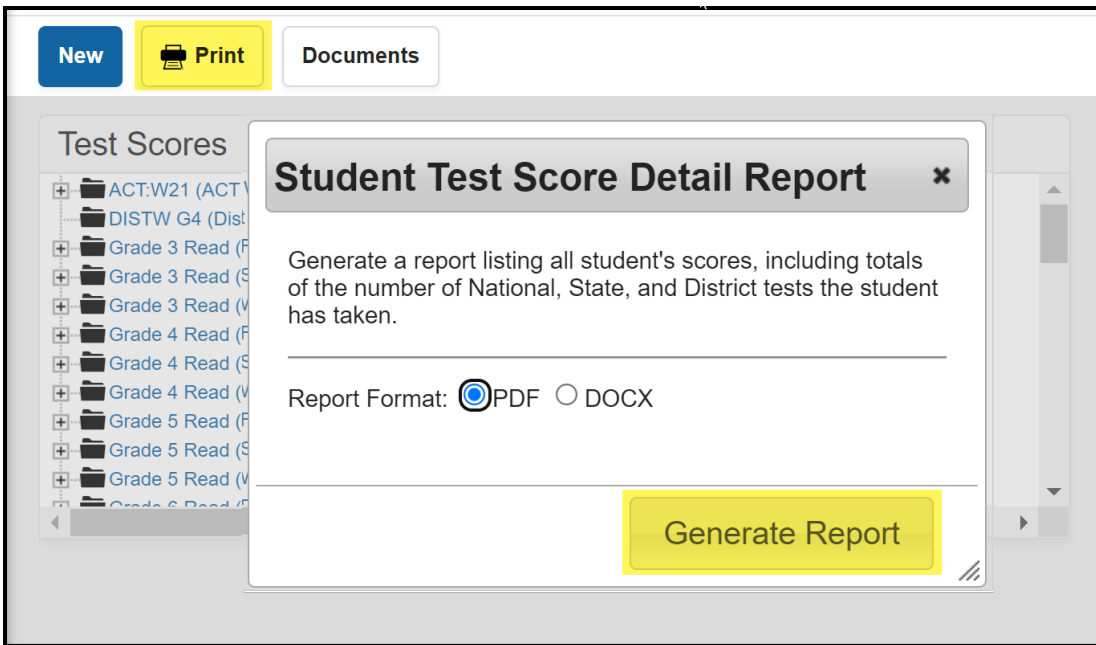 New
Print
Documents
Test Scores
ACT:W21 (ACT
DISTW G4 (Dist
Grade 3 Read (F
Grade 3 Read (S
Grade 3 Read (W
Grade 4 Read (F
Grade 4 Read (S
Grade 4 Read (W
Grade 5 Read (F
Grade 5 Read (S
Grade 5 Read (W
Grade 6 Read (F
Student Test Score Detail Report
Generate a report listing all student's scores, including totals
of the number of National, State, and District tests the student
has taken.
Report Format: PDF DOCX
Generate Report